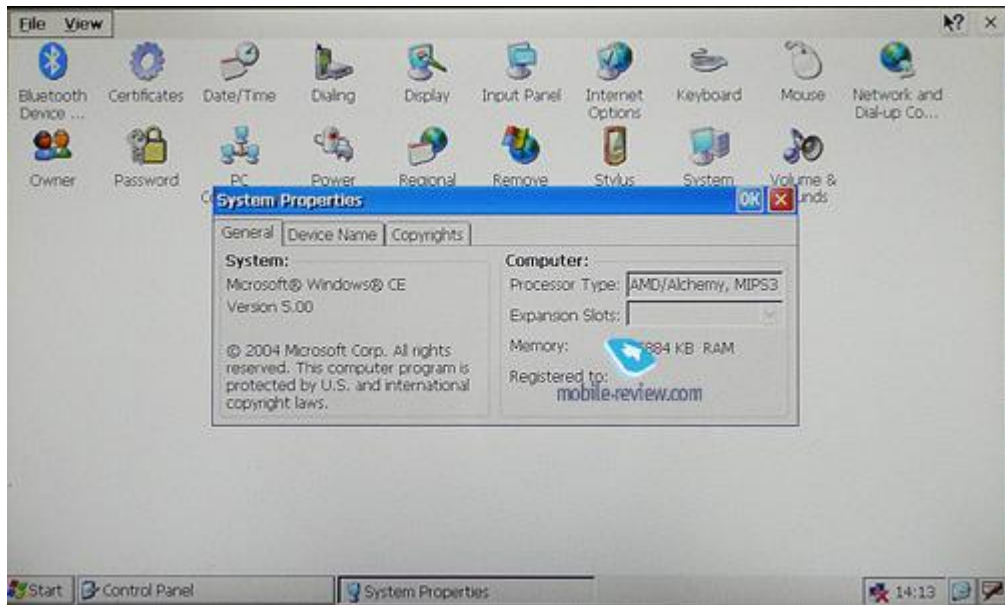 File View
Bluetooth Device ...
Certificates
Date/Time
Dialing
Display
Input Panel
Internet Options
Keyboard
Mouse
Network and Dial-up Co...
Owner
Password
PC
Power
Regional
Remove
Stylus
System
Volume &
System Properties
OK
General
Device Name
Copyrights
System:
Microsoft® Windows® CE
Version 5.00
© 2004 Microsoft Corp. All rights
reserved. This computer program is
protected by U.S. and international
copyright laws.
Computer:
Processor Type: AMD/Alchemy, MIPS3
Expansion Slots:
Memory: KB RAM
Registered to:
mobile-review.com
Start
Control Panel
System Properties
14:13